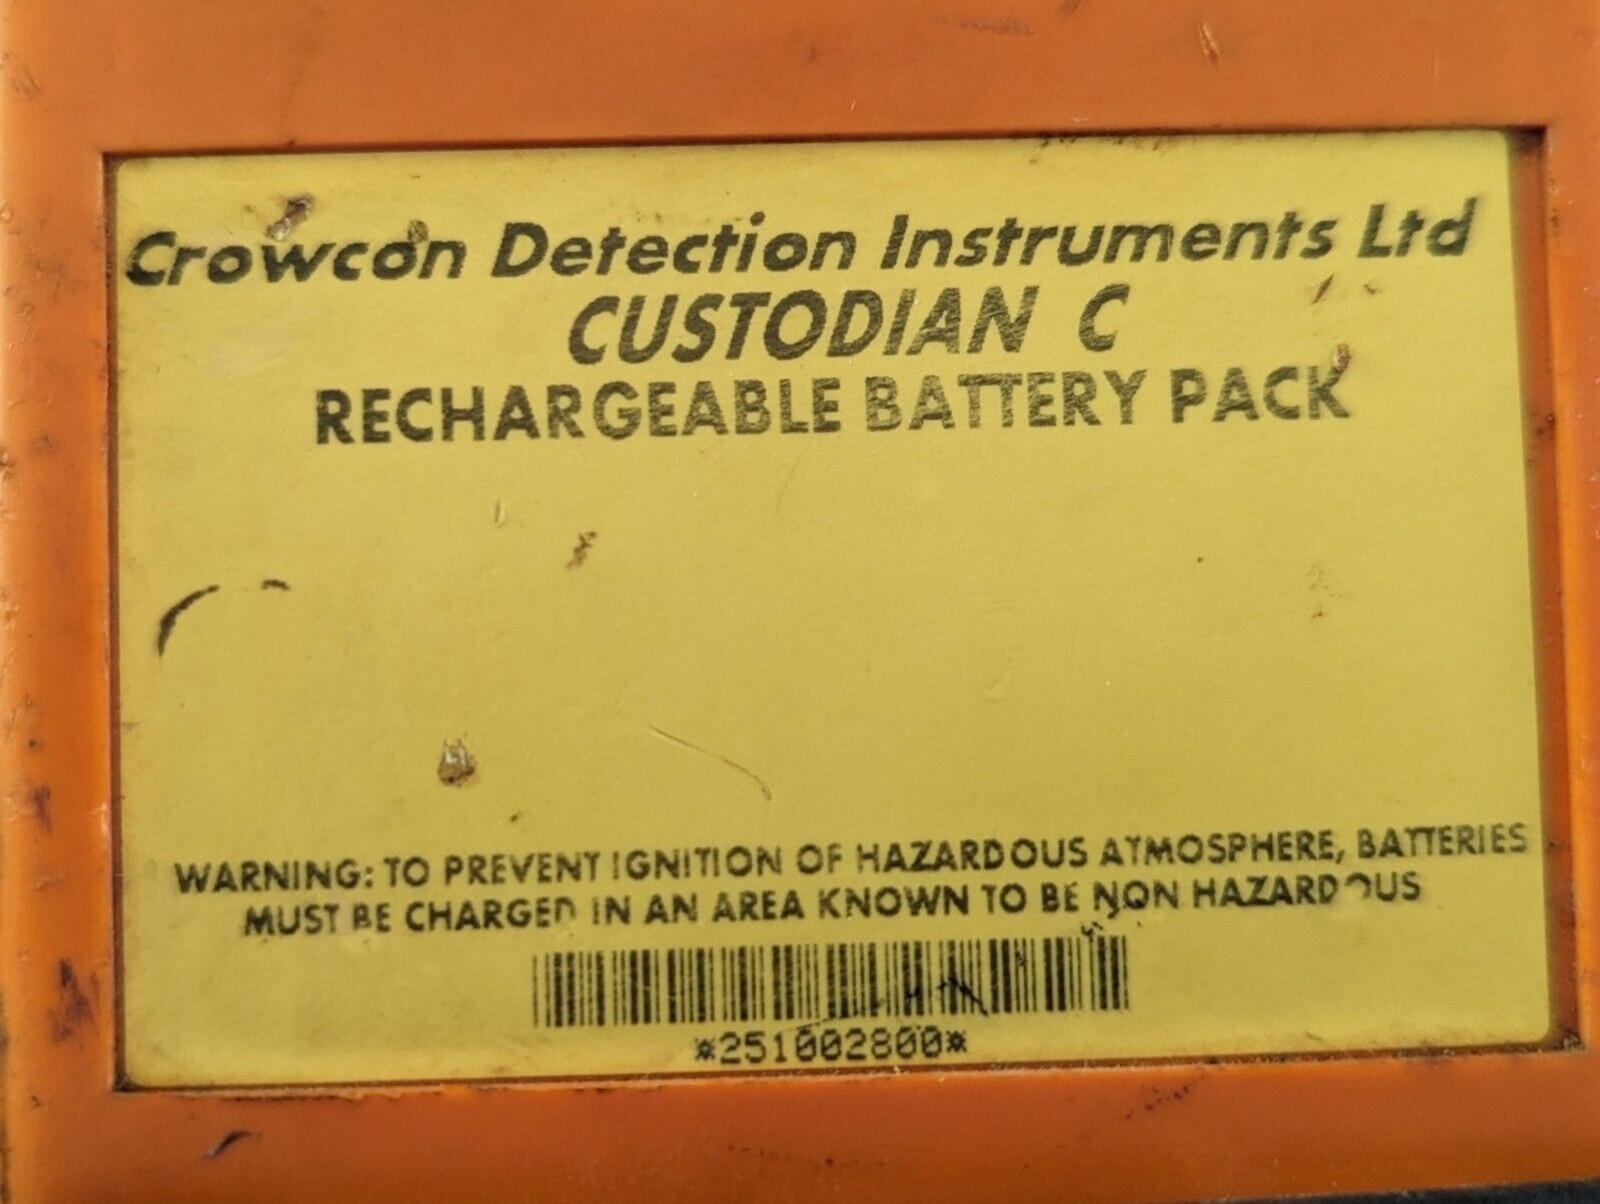 Crowcon Detection Instruments Ltd
CUSTODIAN C
RECHARGEABLE BATTERY PACK
WARNING: TO PREVENT IGNITION OF HAZARDOUS ATMOSPHERE, BATTERIES
MUST BE CHARGED IN AN AREA KNOWN TO BE NON HAZARDOUS
*251002800*